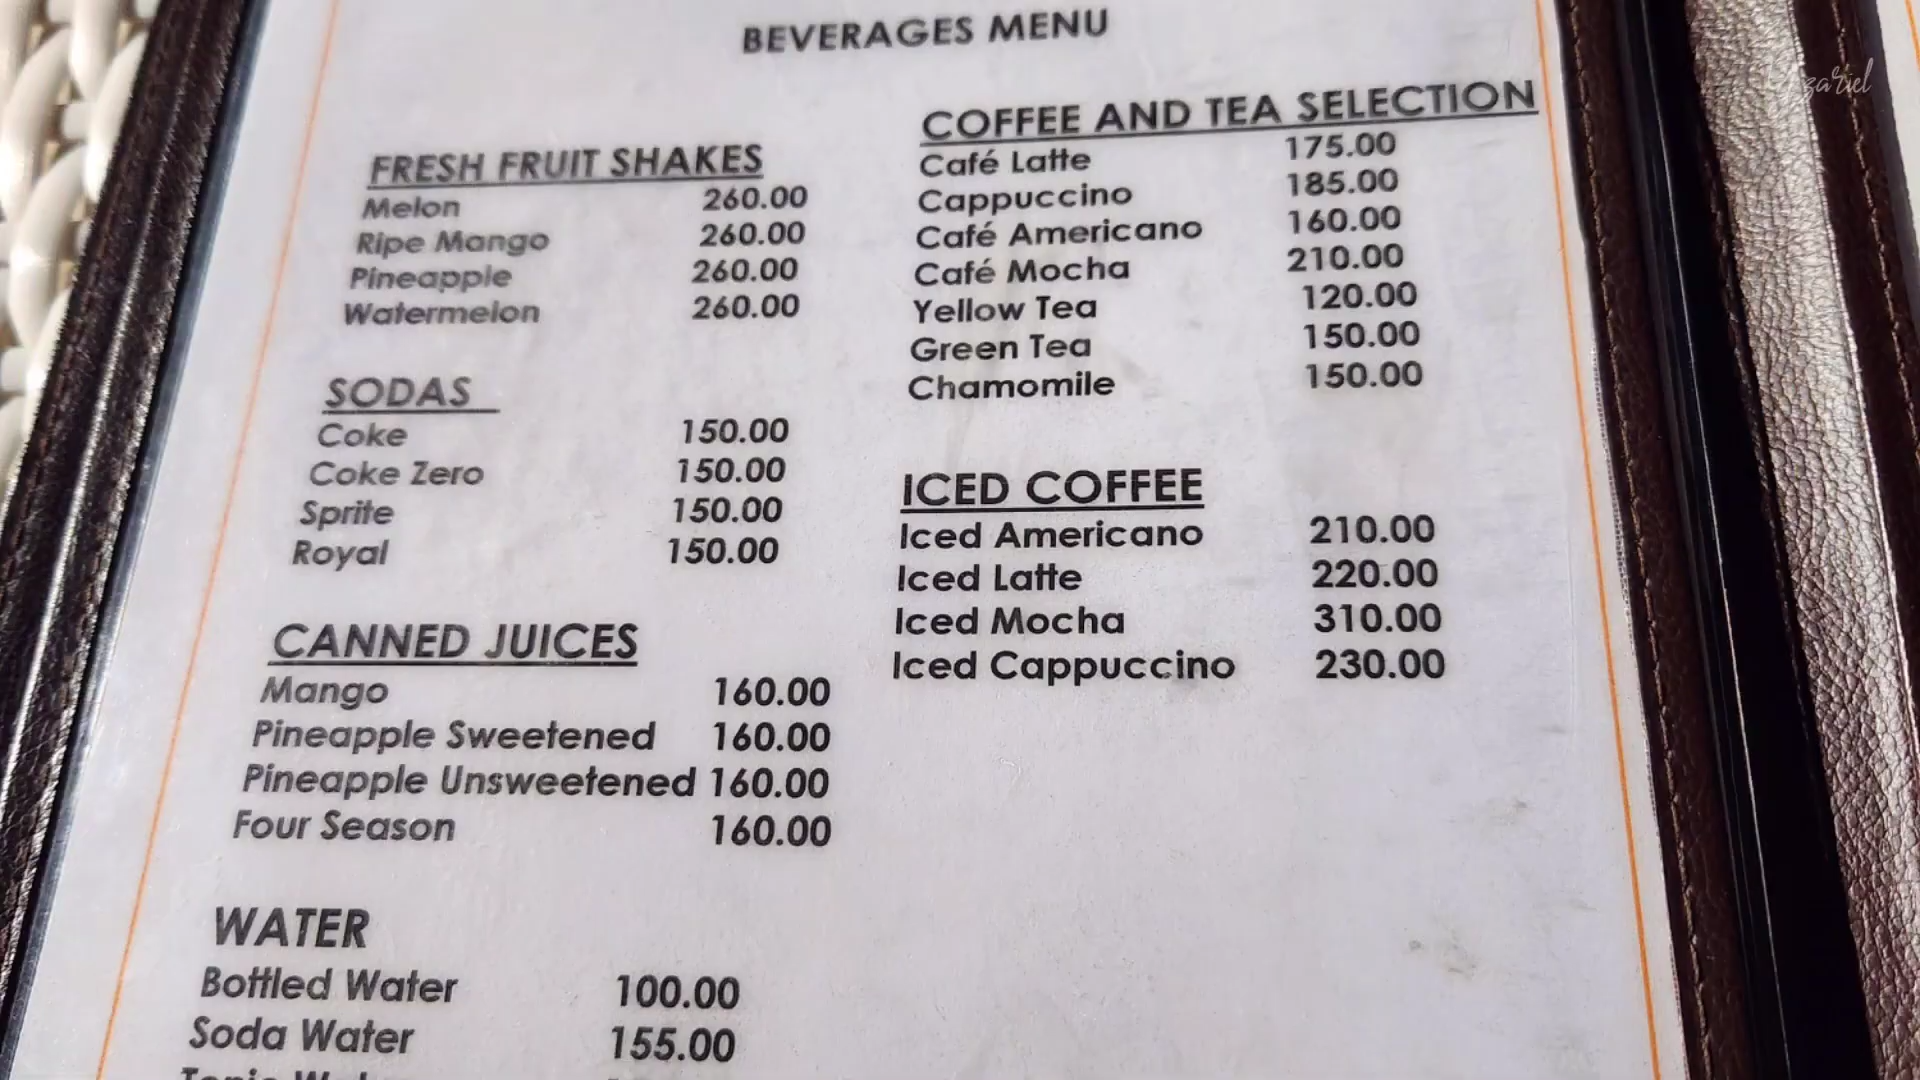 BEVERAGES MENU
FRESH FRUIT SHAKES
Melon 260.00
Ripe Mango 260.00
Pineapple 260.00
Watermelon 260.00
SODAS
Coke 150.00
Coke Zero 150.00
Sprite 150.00
Royal 150.00
CANNED JUICES
Mango 160.00
Pineapple Sweetened 160.00
Pineapple Unsweetened 160.00
Four Season 160.00
WATER
Bottled Water 100.00
Soda Water 155.00
COFFEE AND TEA SELECTION
Café Latte 175.00
Cappuccino 185.00
Café Americano 160.00
Café Mocha 210.00
Yellow Tea 120.00
Green Tea 150.00
Chamomile 150.00
ICED COFFEE
Iced Americano 210.00
Iced Latte 220.00
Iced Mocha 310.00
Iced Cappuccino 230.00